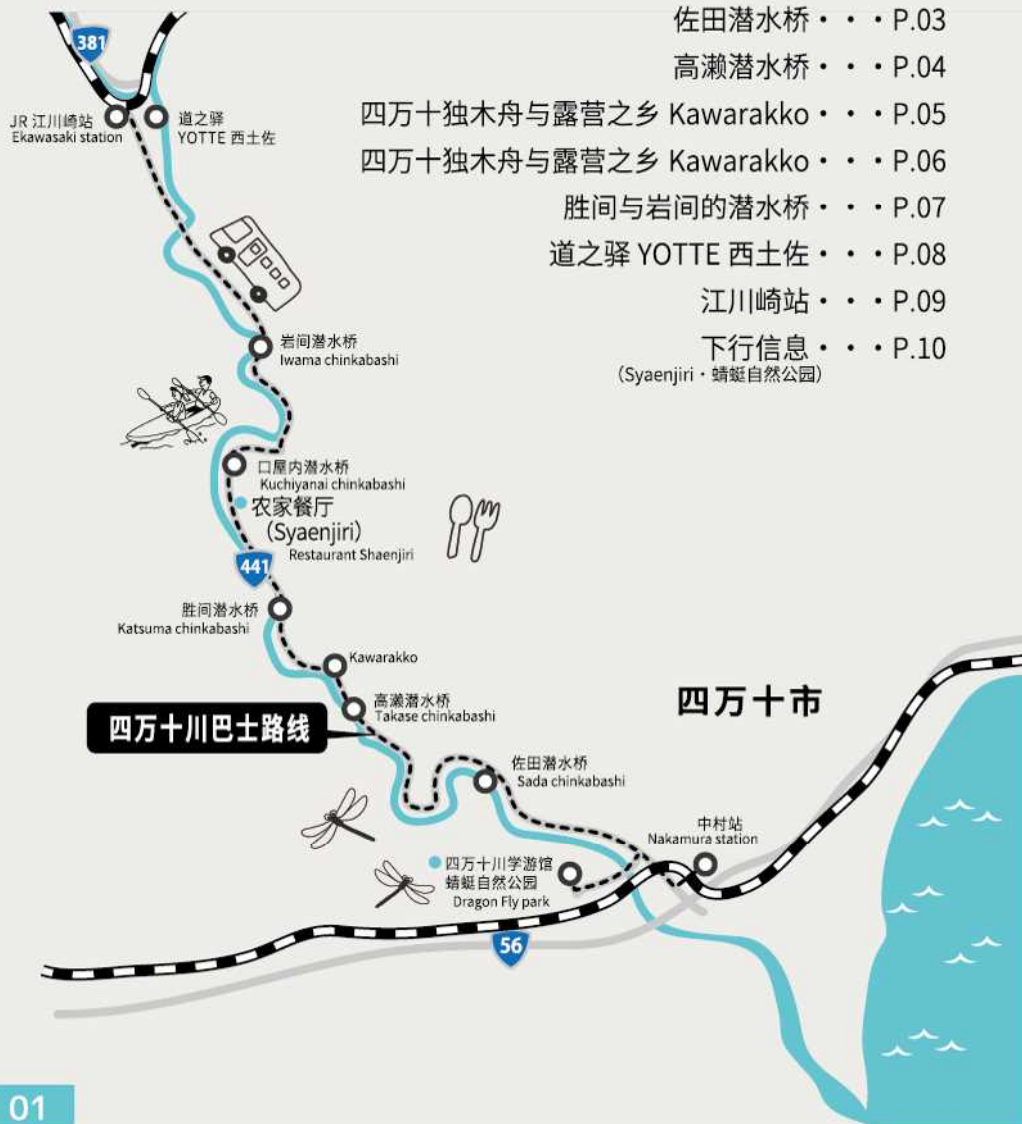 佐田潜水桥・・・P.03
高濑潜水桥・・・P.04
四万十独木舟与露营之乡 Kawarakko・・・P.05
四万十独木舟与露营之乡 Kawarakko・・・P.06
胜间与岩间的潜水桥・・・P.07
道之驿 YOTTE 西土佐・・・P.08
江川崎站・・・P.09
下行信息・・・P.10
（Syaenjiri・蜻蜓自然公园）
381
JR 江川崎站
Ekawasaki station
道之驿
YOTTE 西土佐
岩间潜水桥
Iwama chinkabashi
口屋内潜水桥
Kuchiyanai chinkabashi
农家餐厅
（Syaenjiri）
Restaurant Shaenjiri
441
胜间潜水桥
Katsuma chinkabashi
Kawarakko
高濑潜水桥
Takase chinkabashi
四万十川巴士路线
四万十市
佐田潜水桥
Sada chinkabashi
中村站
Nakamura station
四万十川学游馆
蜻蜓自然公园
Dragon Fly park
56
01